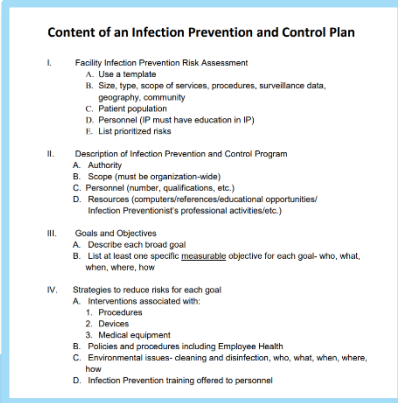 Content of an Infection Prevention and Control Plan
I. Facility Infection Prevention Risk Assessment
A. Use a template
B. Size, type, scope of services, procedures, surveillance data,
geography, community
C. Patient population
D. Personnel (IP must have education in IP)
E. List prioritized risks
II. Description of Infection Prevention and Control Program
A. Authority
B. Scope (must be organization-wide)
C. Personnel (number, qualifications, etc.)
D. Resources (computers/references/educational opportunities/
Infection Preventionist's professional activities/etc.)
III. Goals and Objectives
A. Describe each broad goal
B. List at least one specific measurable objective for each goal- who, what,
when, where, how
IV. Strategies to reduce risks for each goal
A. Interventions associated with:
1. Procedures
2. Devices
3. Medical equipment
B. Policies and procedures including Employee Health
C. Environmental issues- cleaning and disinfection, who, what, when, where,
how
D. Infection Prevention training offered to personnel